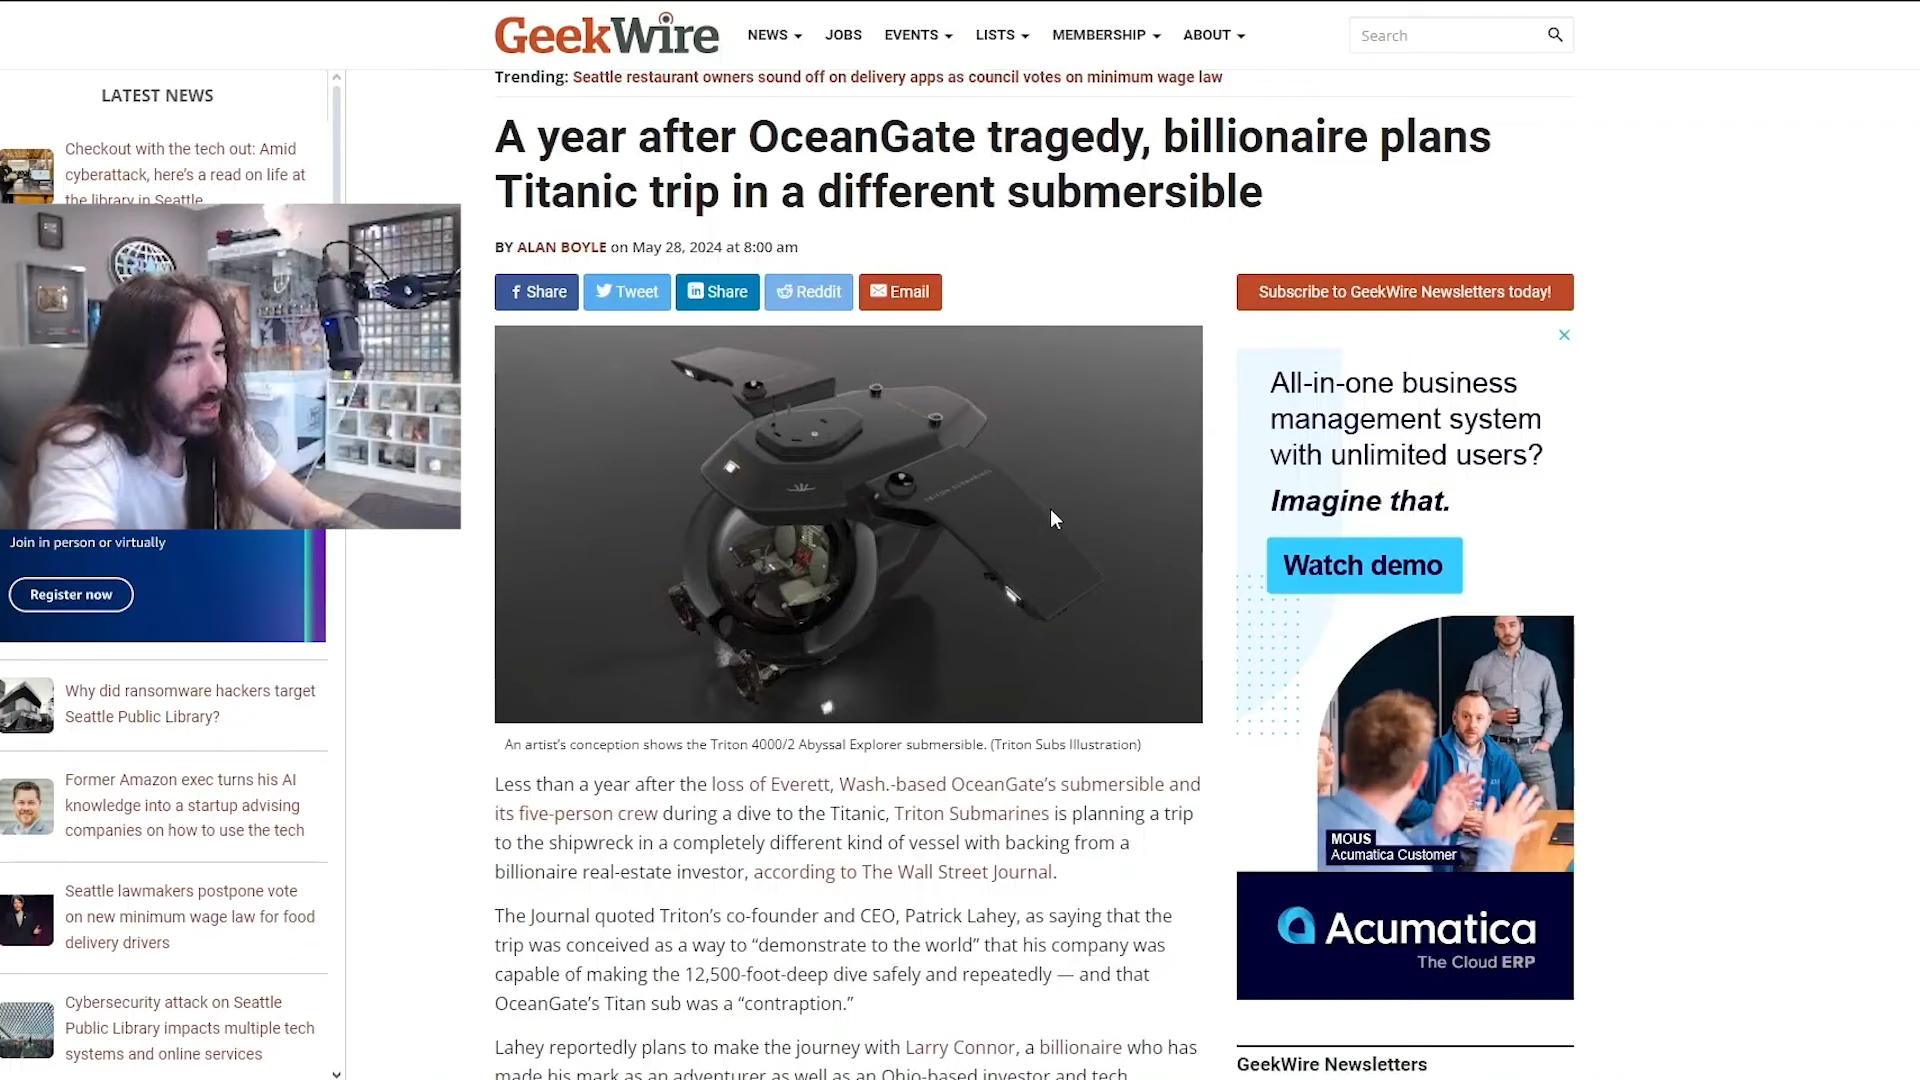 GeekWire
NEWS
JOBS
EVENTS
LISTS
MEMBERSHIP
ABOUT
Search
Trending: Seattle restaurant owners sound off on delivery apps as council votes on minimum wage law
LATEST NEWS
Checkout with the tech out: Amid
cyberattack, here's a read on life at
the library in Seattle
Join in person or virtually
Register now
Why did ransomware hackers target
Seattle Public Library?
Former Amazon exec turns his AI
knowledge into a startup advising
companies on how to use the tech
Seattle lawmakers postpone vote
on new minimum wage law for food
delivery drivers
Cybersecurity attack on Seattle
Public Library impacts multiple tech
systems and online services
A year after OceanGate tragedy, billionaire plans
Titanic trip in a different submersible
BY ALAN BOYLE on May 28, 2024 at 8:00 am
Share
Tweet
Share
Reddit
Email
TRITON SUBMARINES
An artist's conception shows the Triton 4000/2 Abyssal Explorer submersible. (Triton Subs Illustration)
Less than a year after the loss of Everett, Wash.-based OceanGate's submersible and
its five-person crew during a dive to the Titanic, Triton Submarines is planning a trip
to the shipwreck in a completely different kind of vessel with backing from a
billionaire real-estate investor, according to The Wall Street Journal.
The Journal quoted Triton's co-founder and CEO, Patrick Lahey, as saying that the
trip was conceived as a way to “demonstrate to the world” that his company was
capable of making the 12,500-foot-deep dive safely and repeatedly — and that
OceanGate's Titan sub was a “contraption.”
Lahey reportedly plans to make the journey with Larry Connor, a billionaire who has
made his mark as an adventurer as well as an Ohio-based investor and tech
Subscribe to GeekWire Newsletters today!
All-in-one business
management system
with unlimited users?
Imagine that.
Watch demo
MOUS
Acumatica Customer
Acumatica
The Cloud ERP
GeekWire Newsletters